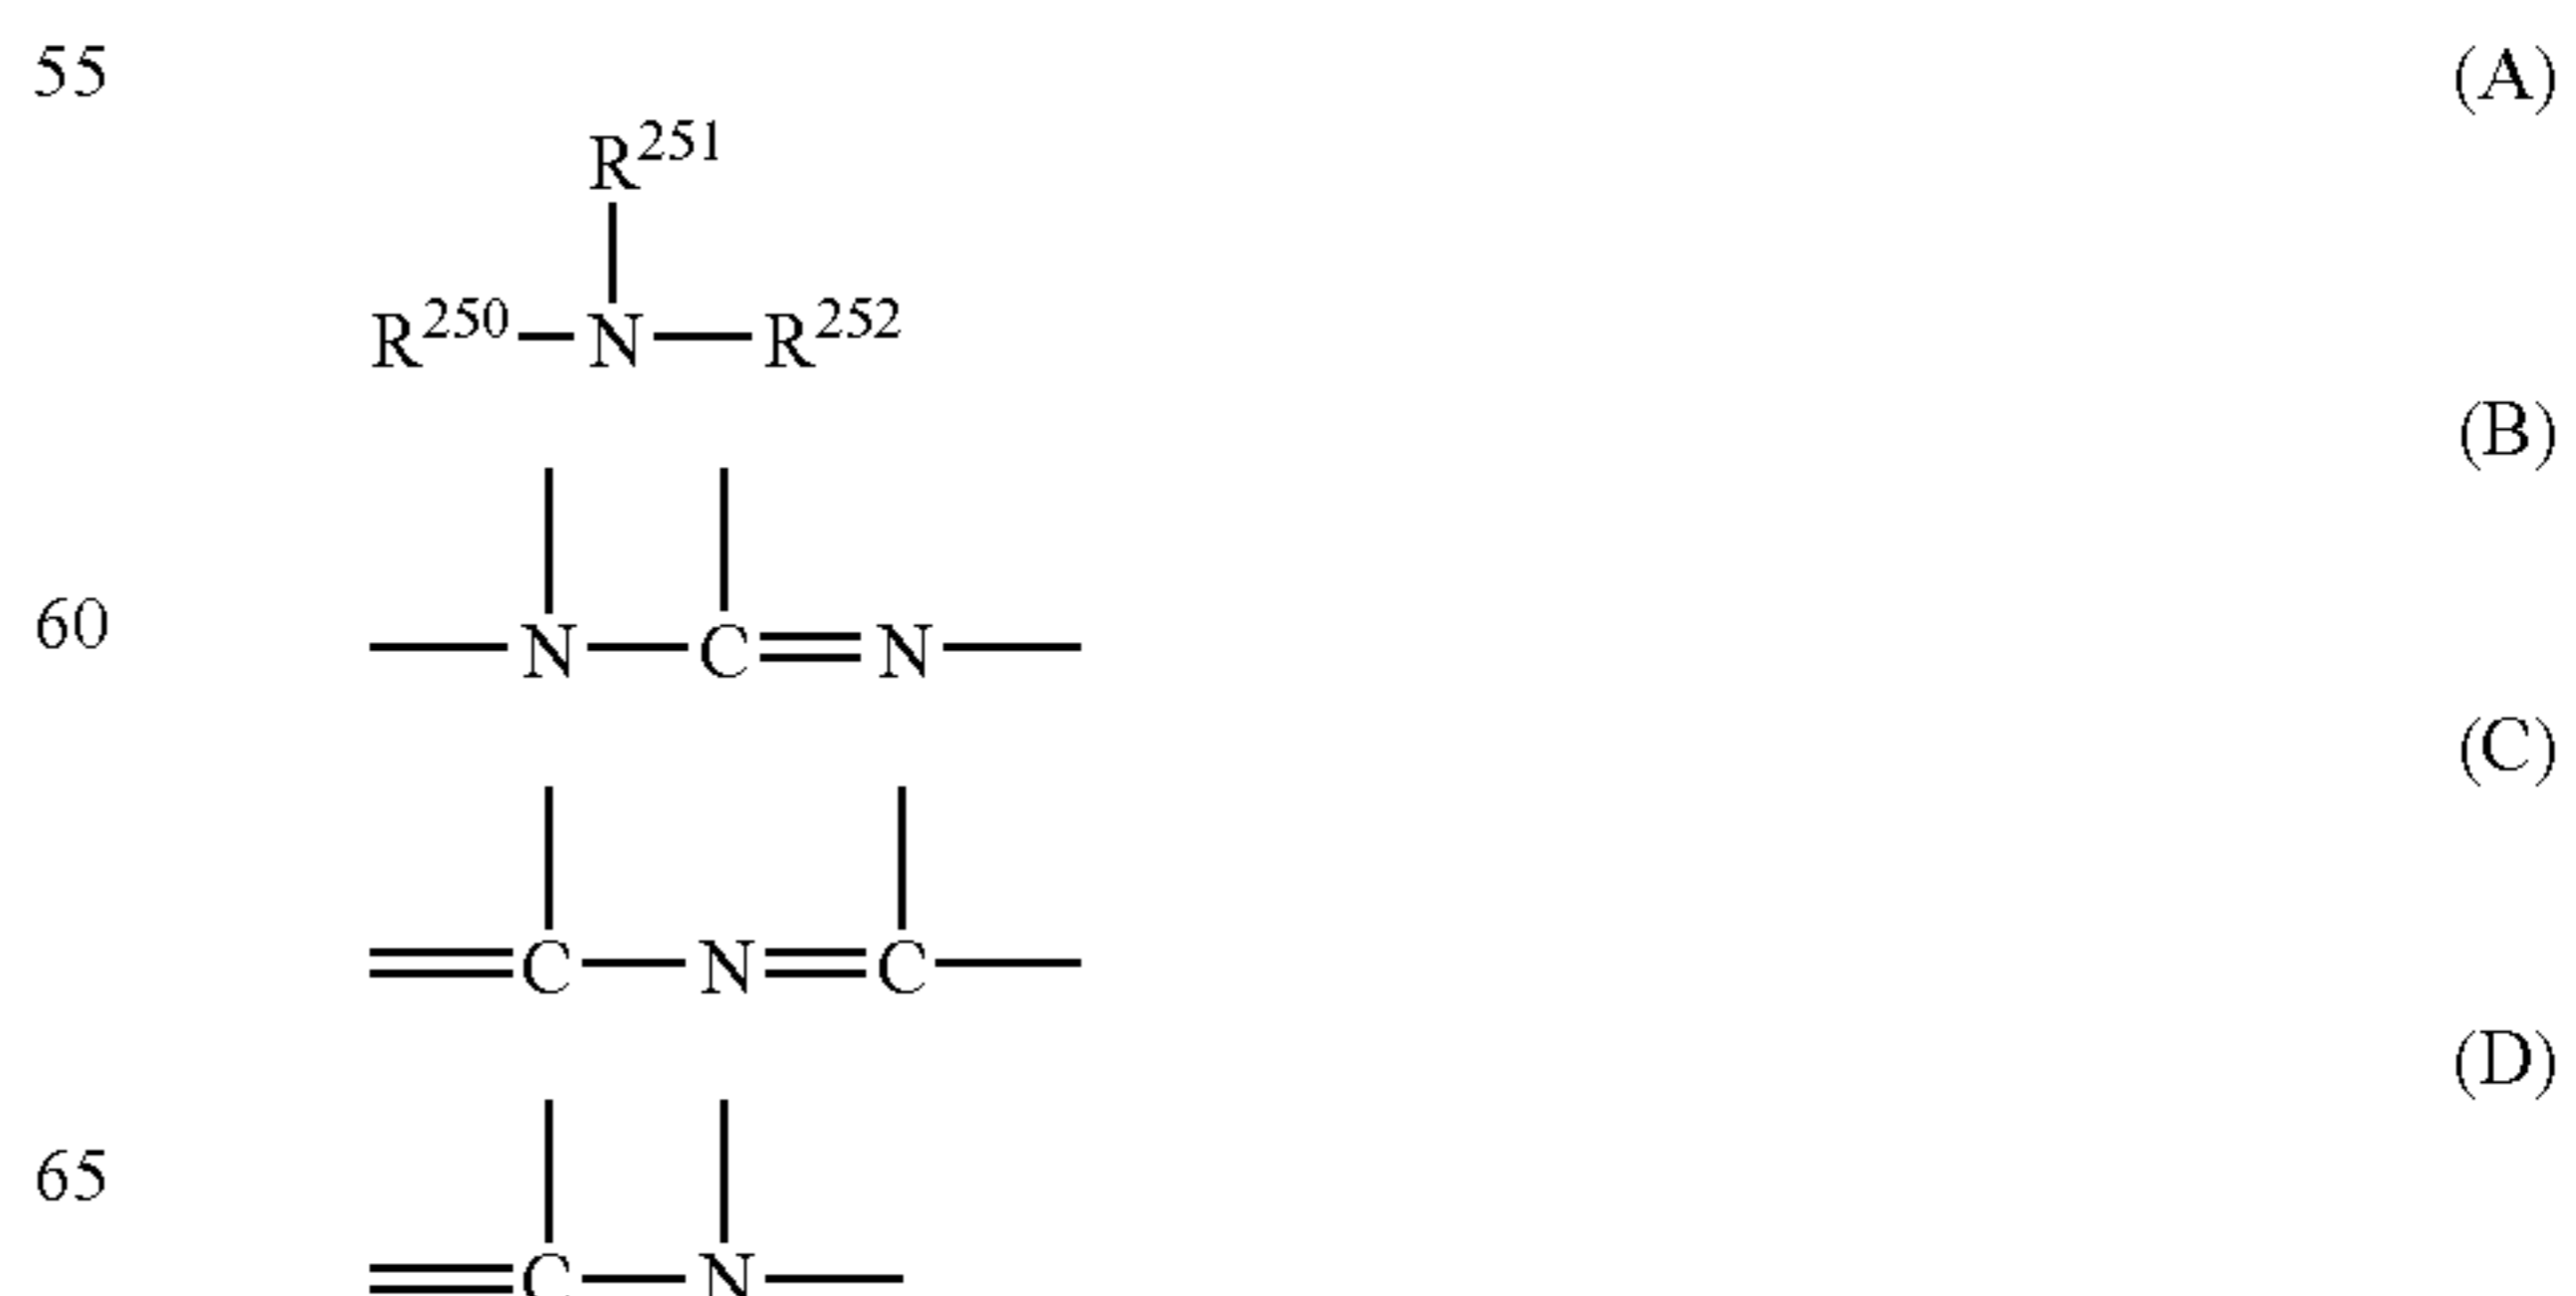 55 (A)
R251
R250—N—R252
(B)
60 —N—C=N—
(C)
=C—N=C—
(D)
65
=C—N—